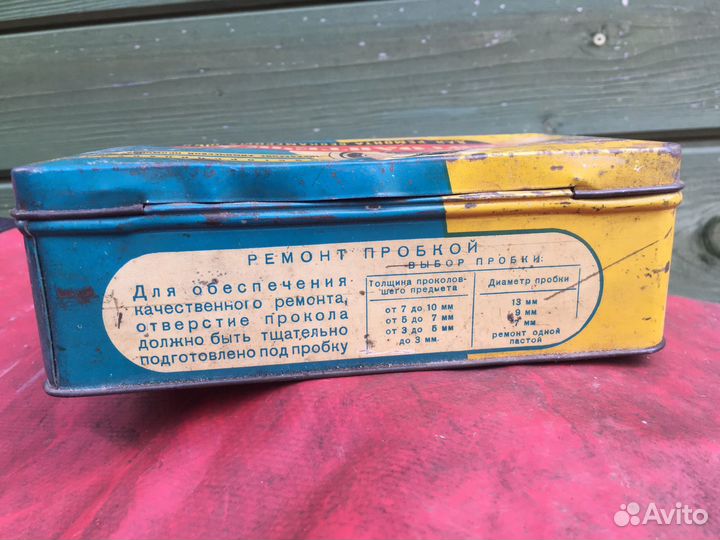 РЕМОНТ ПРОБКОЙ
Для обеспечения
качественного ремонта,
отверстие прокола
должно быть тщательно
подготовлено под пробку
ВЫБОР ПРОБКИ:
Толщина проколов-
шего предмета
Диаметр пробки
от 7 до 10 мм
13 мм
от 5 до 7 мм
9 мм
от 3 до 5 мм
7 мм
до 3 мм
ремонт одной
пастой
Avito